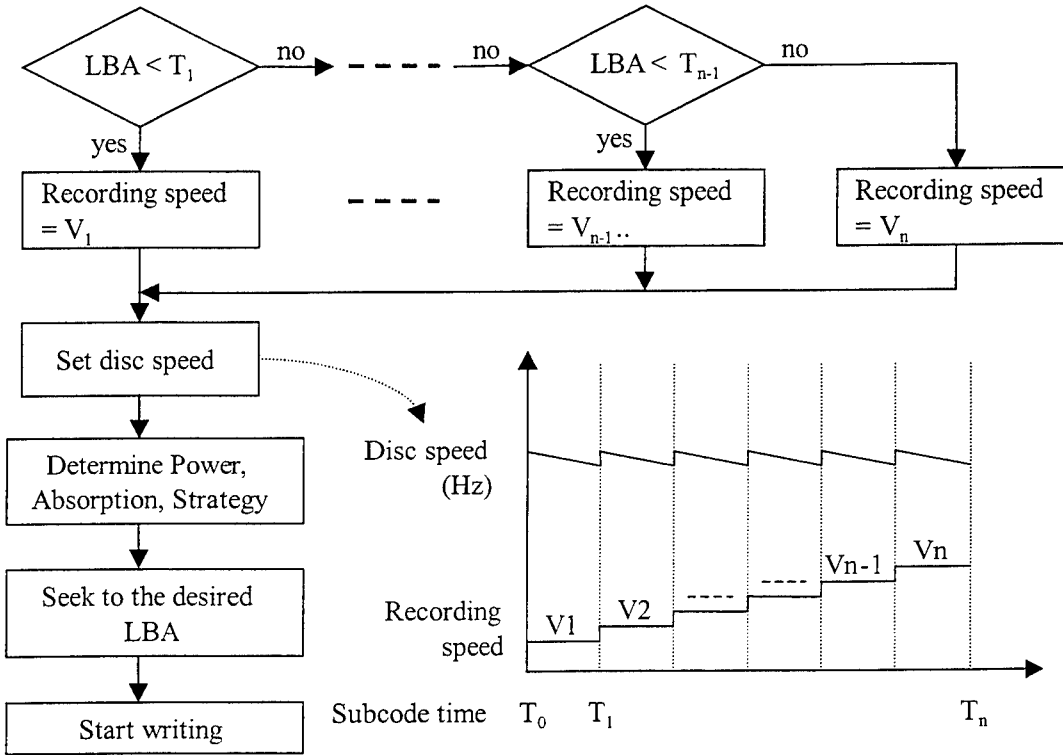 LBA < T₁
no
no
LBA < Tₙ₋₁
no
yes
yes
Recording speed
= V₁
Recording speed
= Vₙ₋₁..
Recording speed
= Vₙ
Set disc speed
Determine Power,
Absorption, Strategy
Seek to the desired
LBA
Start writing
Disc speed
(Hz)
Recording
speed
V1
V2
Vn-1
Vn
Subcode time
T₀
T₁
Tₙ